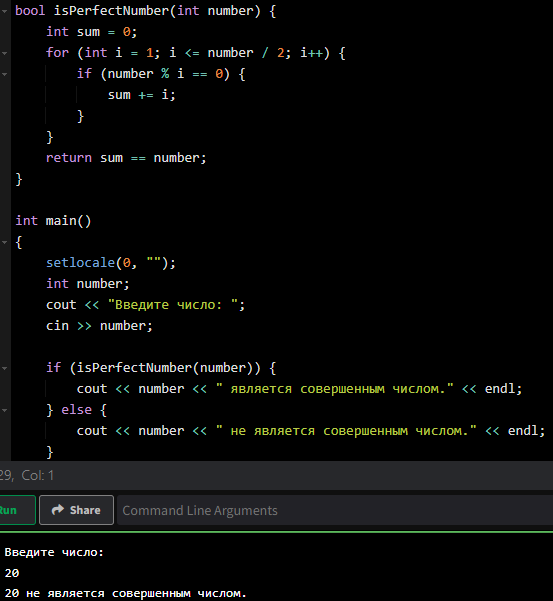 bool isPerfectNumber(int number) {
    int sum = 0;
    for (int i = 1; i <= number / 2; i++) {
        if (number % i == 0) {
            sum += i;
        }
    }
    return sum == number;
}

int main()
{
    setlocale(0, "");
    int number;
    cout << "Введите число: ";
    cin >> number;

    if (isPerfectNumber(number)) {
        cout << number << " является совершенным числом." << endl;
    } else {
        cout << number << " не является совершенным числом." << endl;
    }
29, Col: 1
Run Share Command Line Arguments
Введите число:
20
20 не является совершенным числом.